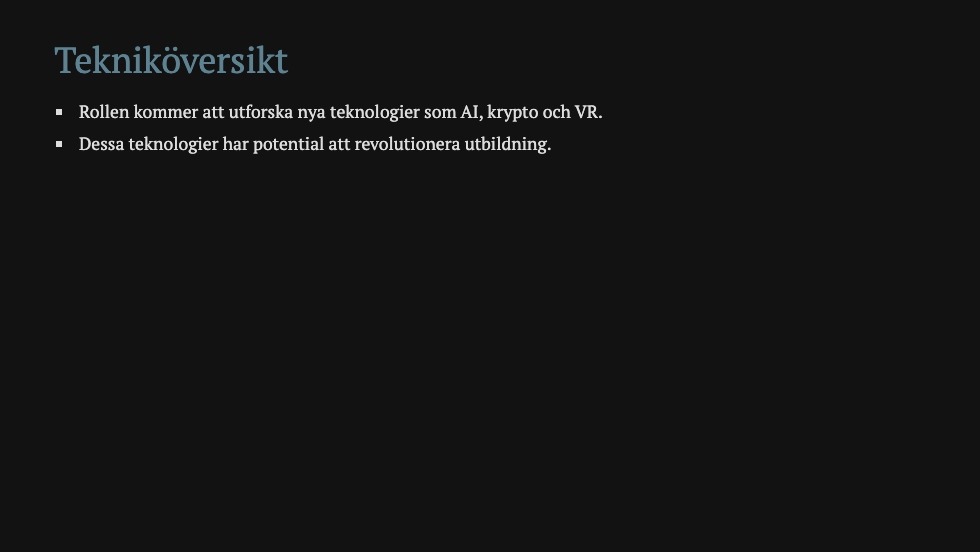 Tekniköversikt
Rollen kommer att utforska nya teknologier som AI, krypto och VR.
Dessa teknologier har potential att revolutionera utbildning.